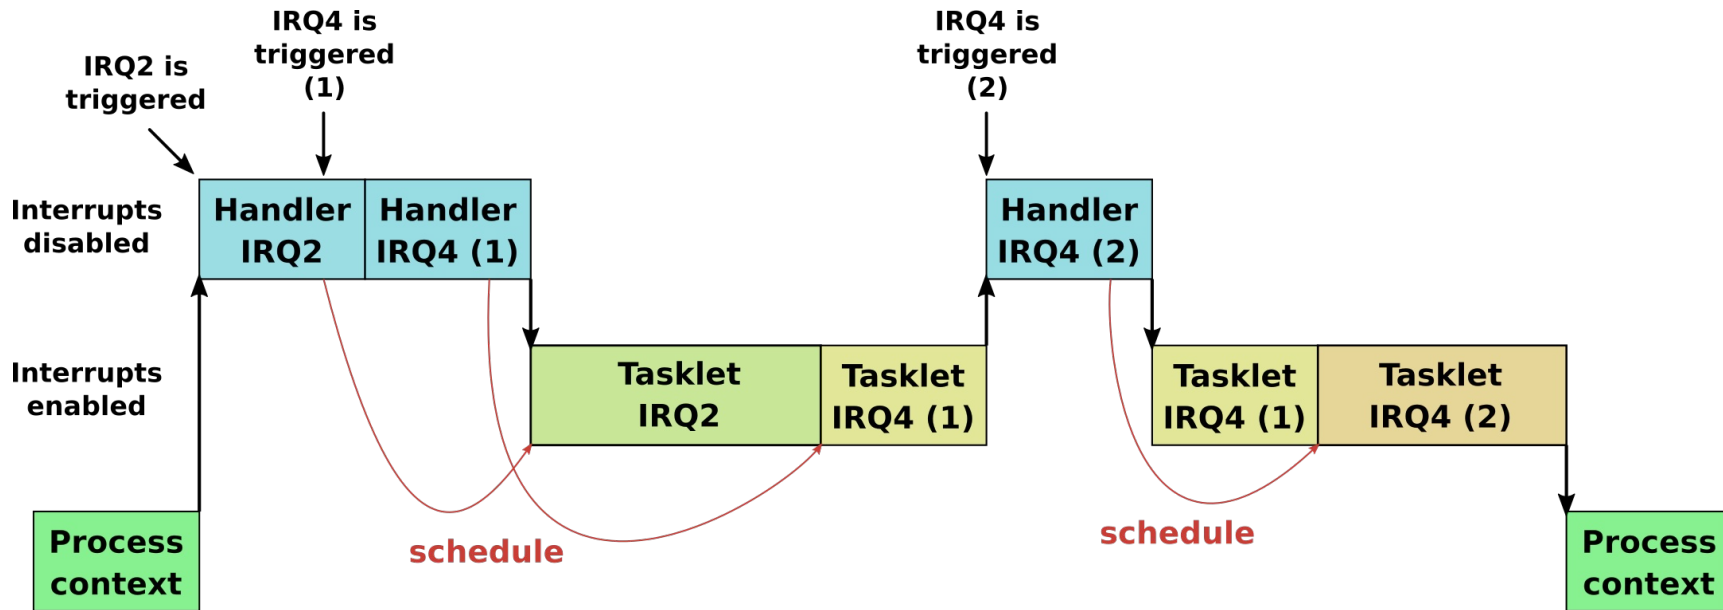 IRQ2 is
triggered
IRQ4 is
triggered
(1)
IRQ4 is
triggered
(2)
Interrupts
disabled
Handler
IRQ2
Handler
IRQ4 (1)
Handler
IRQ4 (2)
Interrupts
enabled
Tasklet
IRQ2
Tasklet
IRQ4 (1)
Tasklet
IRQ4 (1)
Tasklet
IRQ4 (2)
Process
context
schedule
schedule
Process
context